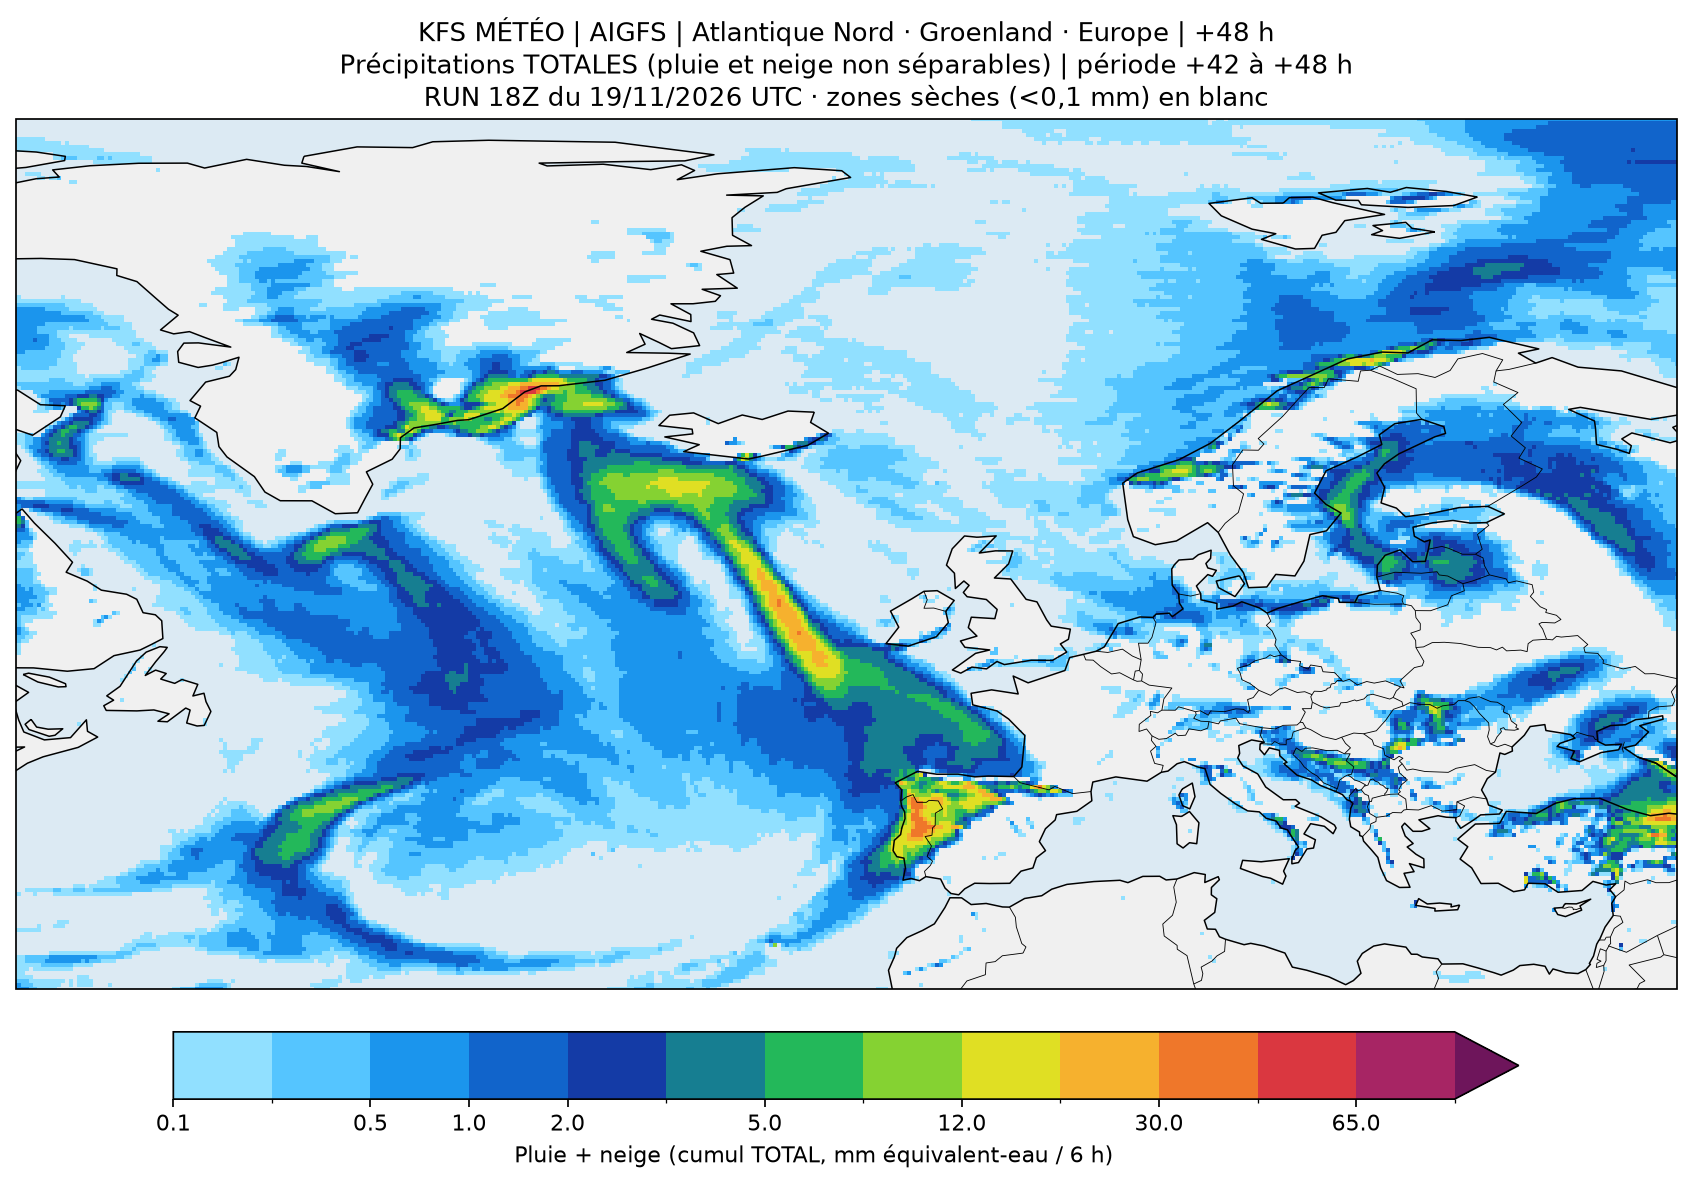 KFS MÉTÉO | AIGFS | Atlantique Nord · Groenland · Europe | +48 h
Précipitations TOTALES (pluie et neige non séparables) | période +42 à +48 h
RUN 18Z du 19/11/2026 UTC · zones sèches (<0,1 mm) en blanc
0.1 0.5 1.0 2.0 5.0 12.0 30.0 65.0
Pluie + neige (cumul TOTAL, mm équivalent-eau / 6 h)